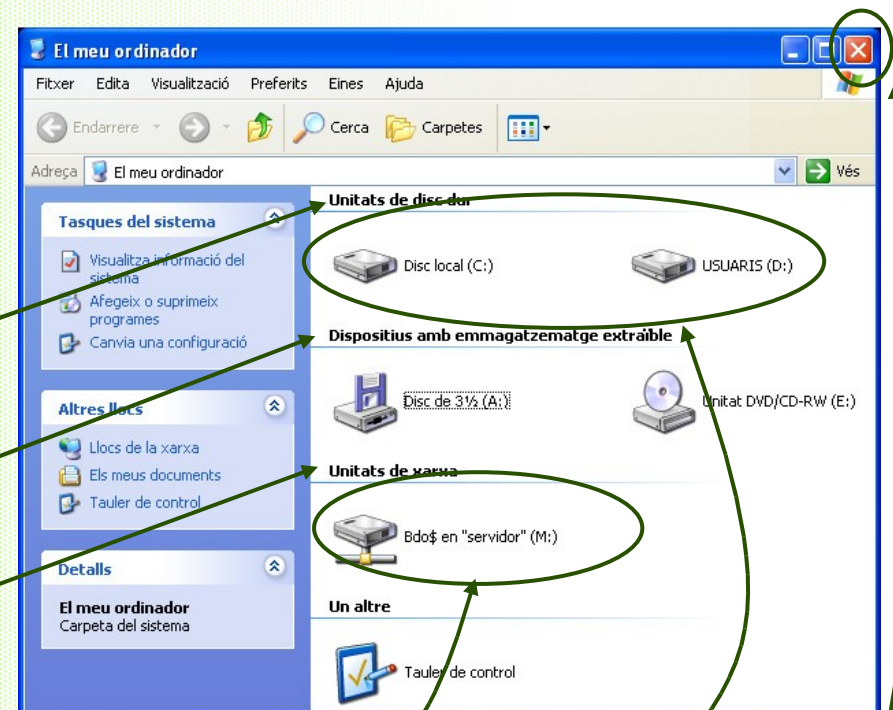 El meu ordinador
Fitxer Edita Visualització Preferits Eines Ajuda
Endarrere Cerca Carpetes
Adreça El meu ordinador Vés
Tasques del sistema
Visualitza informació del
sistema
Afegeix o suprimeix
programes
Canvia una configuració
Altres llocs
Llocs de la xarxa
Els meus documents
Tauler de control
Detalls
El meu ordinador
Carpeta del sistema
Unitats de disc dur
Disc local (C:) USUARIS (D:)
Dispositius amb emmagatzematge extraïble
Disc de 3½ (A:) Unitat DVD/CD-RW (E:)
Unitats de xarxa
Bdo$ en "servidor" (M:)
Un altre
Tauler de control